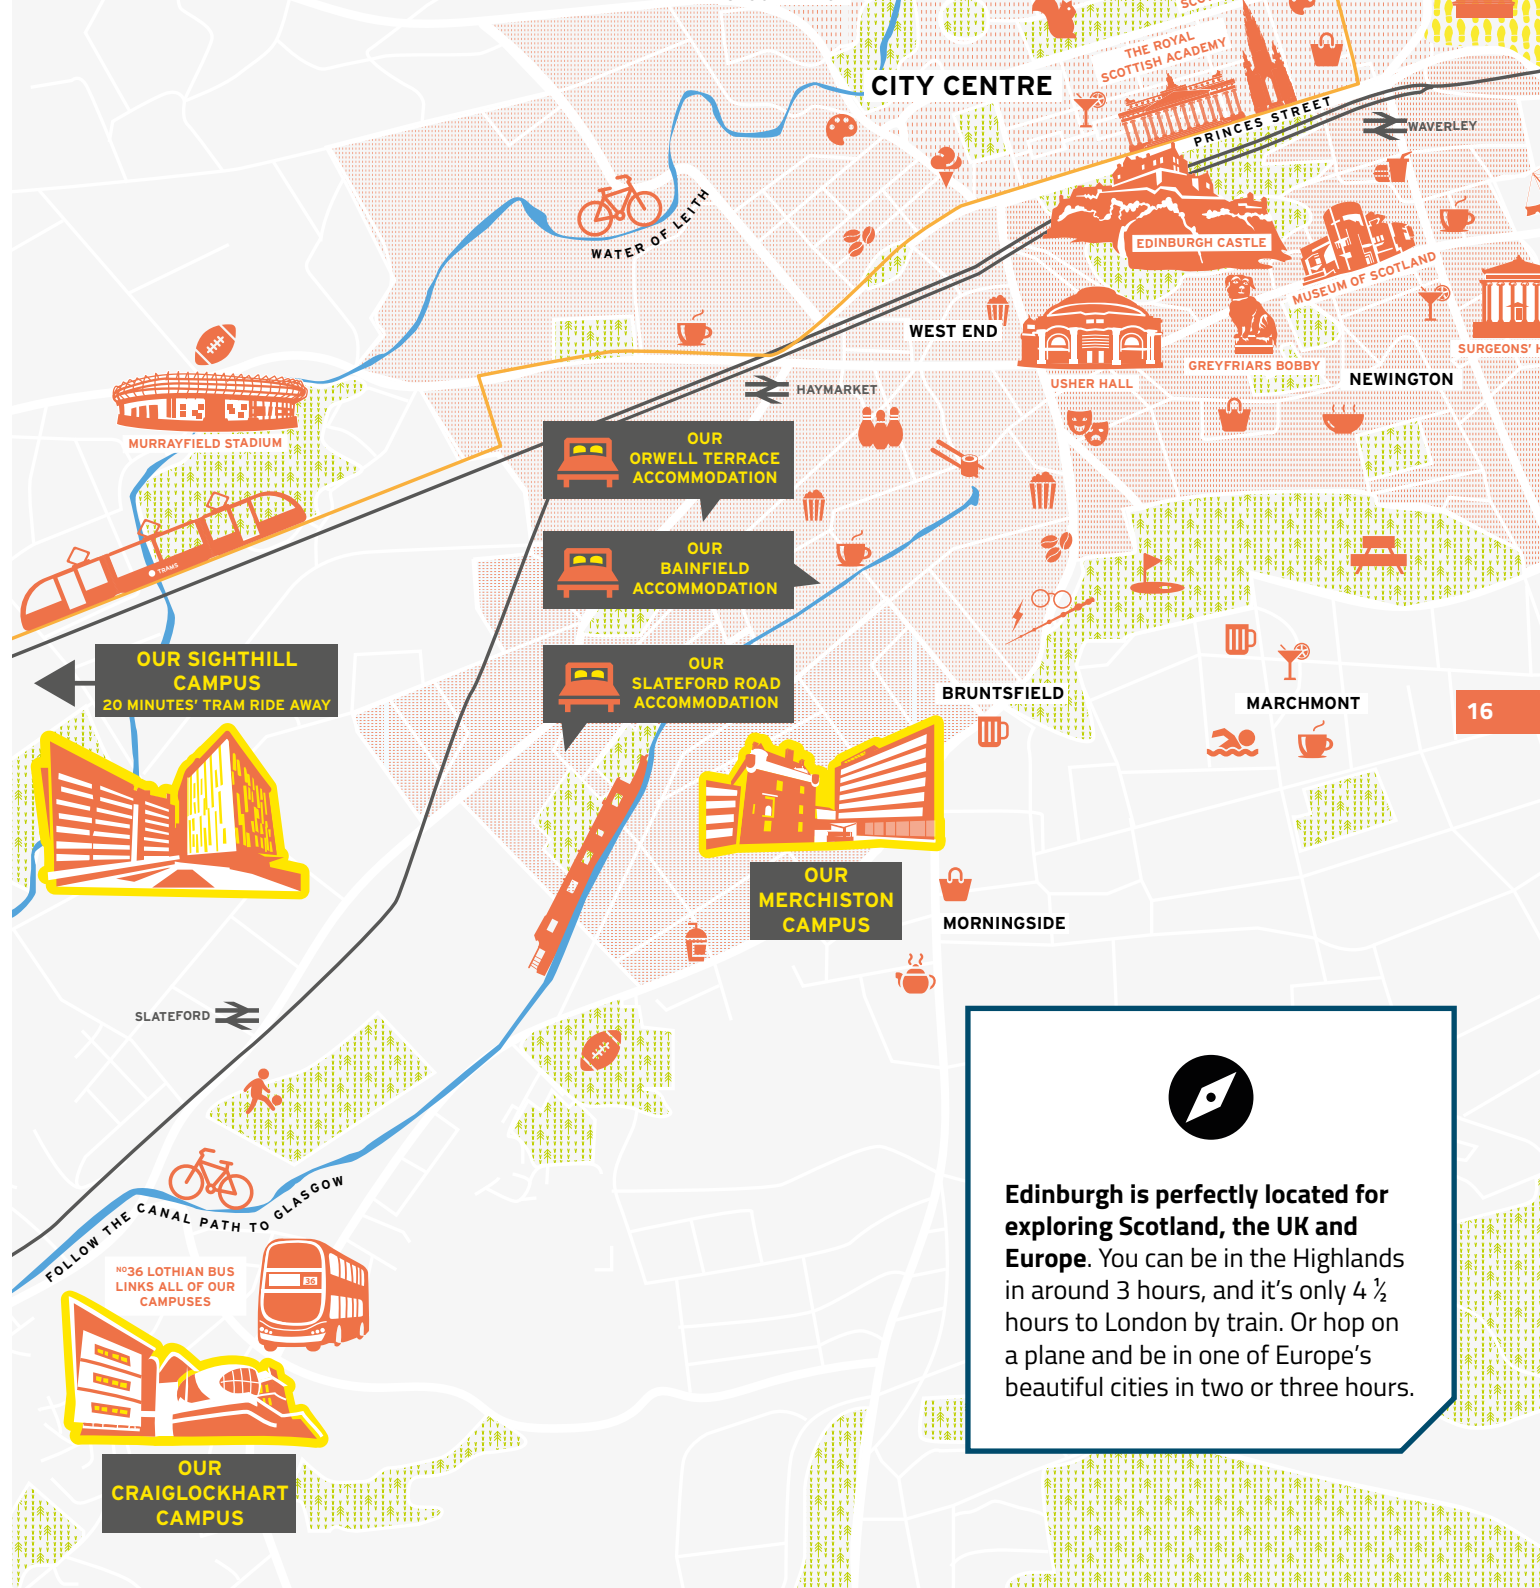 SCO
THE ROYAL
SCOTTISH ACADEMY
CITY CENTRE
PRINCES STREET
WAVERLEY
WATER OF LEITH
EDINBURGH CASTLE
MUSEUM OF SCOTLAND
WEST END
SURGEONS' H
GREYFRIARS BOBBY
USHER HALL
NEWINGTON
HAYMARKET
MURRAYFIELD STADIUM
OUR
ORWELL TERRACE
ACCOMMODATION
TRAMS
OUR
BAINFIELD
ACCOMMODATION
OUR SIGHTHILL
CAMPUS
20 MINUTES' TRAM RIDE AWAY
OUR
SLATEFORD ROAD
ACCOMMODATION
BRUNTSFIELD
MARCHMONT
16
OUR
MERCHISTON
CAMPUS
MORNINGSIDE
SLATEFORD
FOLLOW THE CANAL PATH TO GLASGOW
Nº36 LOTHIAN BUS
LINKS ALL OF OUR
CAMPUSES
36
OUR
CRAIGLOCKHART
CAMPUS
Edinburgh is perfectly located for
exploring Scotland, the UK and
Europe. You can be in the Highlands
in around 3 hours, and it’s only 4 ½
hours to London by train. Or hop on
a plane and be in one of Europe’s
beautiful cities in two or three hours.